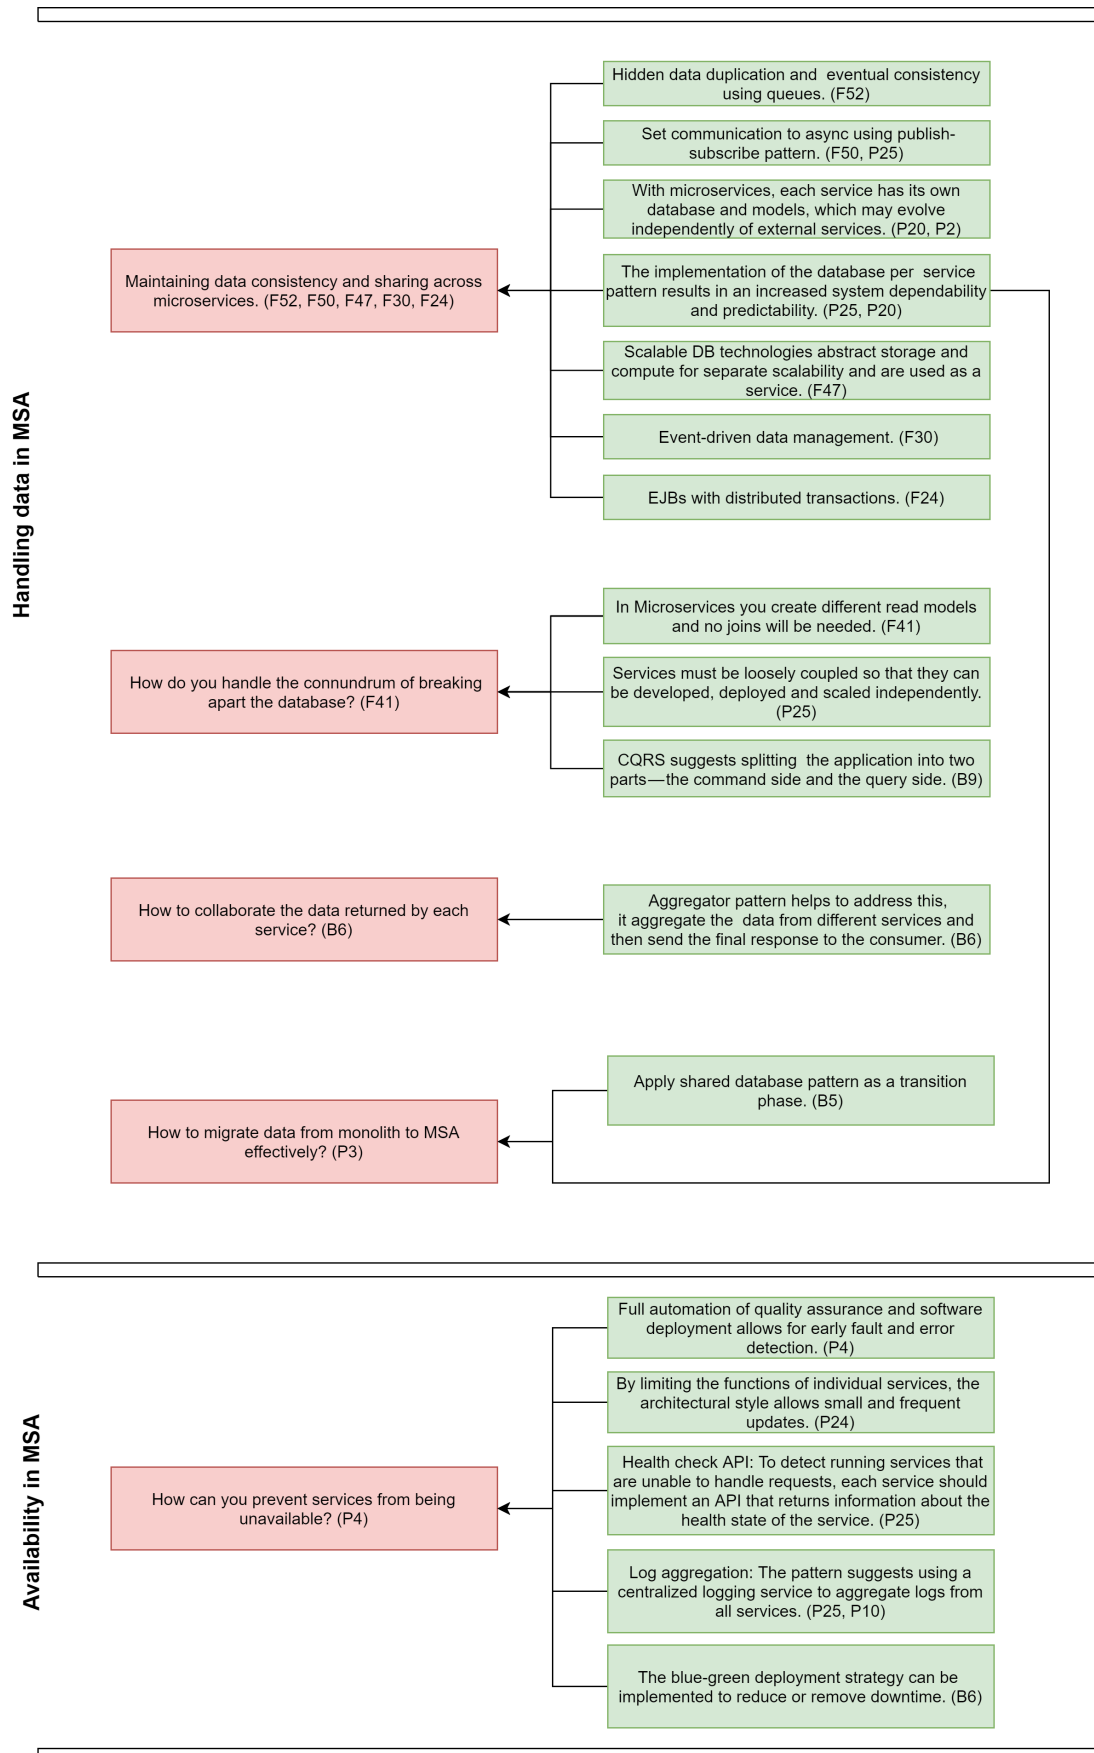 Handling data in MSA
Maintaining data consistency and sharing across
microservices. (F52, F50, F47, F30, F24)
Hidden data duplication and eventual consistency
using queues. (F52)
Set communication to async using publish-
subscribe pattern. (F50, P25)
With microservices, each service has its own
database and models, which may evolve
independently of external services. (P20, P2)
The implementation of the database per service
pattern results in an increased system dependability
and predictability. (P25, P20)
Scalable DB technologies abstract storage and
compute for separate scalability and are used as a
service. (F47)
Event-driven data management. (F30)
EJBs with distributed transactions. (F24)
How do you handle the connundrum of breaking
apart the database? (F41)
In Microservices you create different read models
and no joins will be needed. (F41)
Services must be loosely coupled so that they can
be developed, deployed and scaled independently.
(P25)
CQRS suggests splitting the application into two
parts—the command side and the query side. (B9)
How to collaborate the data returned by each
service? (B6)
Aggregator pattern helps to address this,
it aggregate the data from different services and
then send the final response to the consumer. (B6)
How to migrate data from monolith to MSA
effectively? (P3)
Apply shared database pattern as a transition
phase. (B5)
Availability in MSA
How can you prevent services from being
unavailable? (P4)
Full automation of quality assurance and software
deployment allows for early fault and error
detection. (P4)
By limiting the functions of individual services, the
architectural style allows small and frequent
updates. (P24)
Health check API: To detect running services that
are unable to handle requests, each service should
implement an API that returns information about the
health state of the service. (P25)
Log aggregation: The pattern suggests using a
centralized logging service to aggregate logs from
all services. (P25, P10)
The blue-green deployment strategy can be
implemented to reduce or remove downtime. (B6)